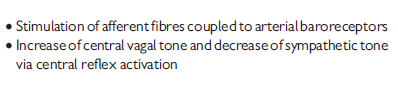 • Stimulation of afferent fibres coupled to arterial baroreceptors
• Increase of central vagal tone and decrease of sympathetic tone
via central reflex activation